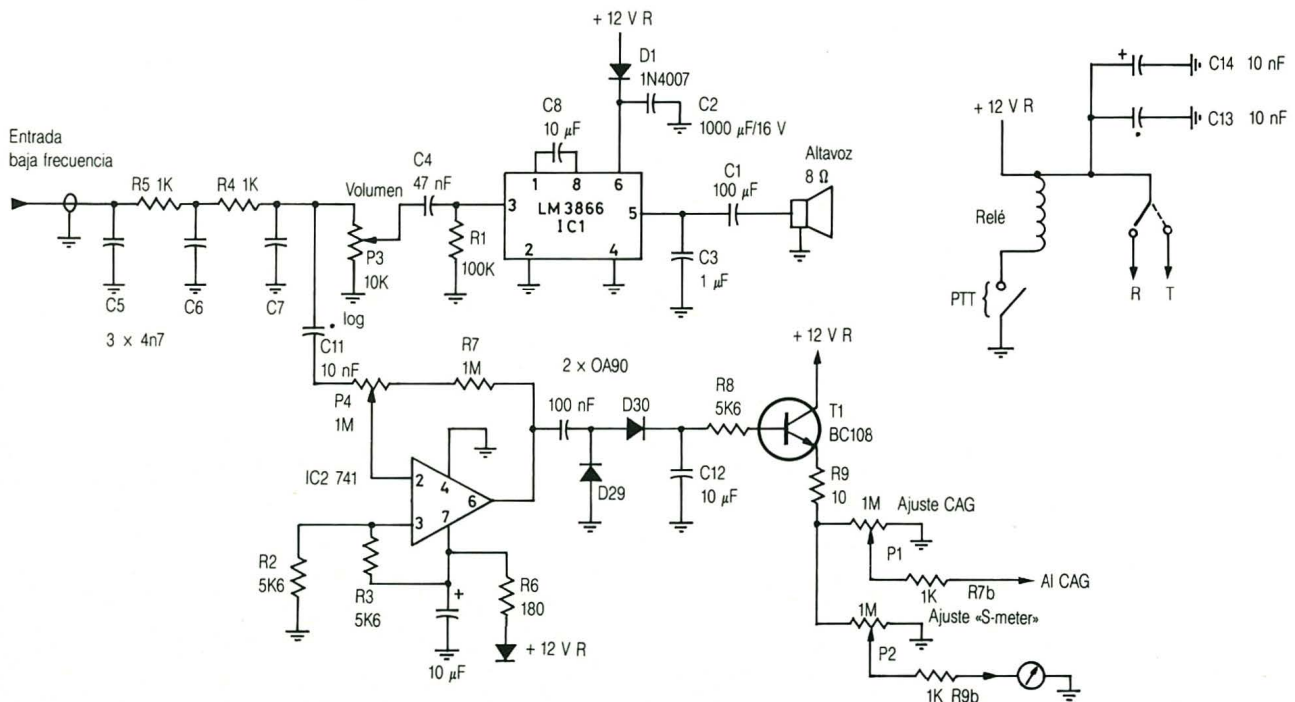 + 12 V R
D1
1N4007
C8
10 µF
C2
1000 µF/16 V
Entrada
baja frecuencia
R5 1K
R4 1K
Volumen
C4
47 nF
1
8
6
3
LM3866
IC1
5
2
4
C1
100 µF
Altavoz
8 Ω
P3
10K
log
R1
100K
C3
1 µF
C5
C6
C7
3 × 4n7
+ 12 V R
C14 10 nF
C13 10 nF
Relé
PTT
R
T
C11
10 nF
P4
1M
R7
1M
2 × OA90
100 nF
D30
D29
R8
5K6
+ 12 V R
T1
BC108
C12
10 µF
R9
10
IC2 741
2
4
6
3
7
R2
5K6
R3
5K6
+
10 µF
R6
180
+ 12 V R
1M
Ajuste CAG
P1
1K
R7b
Al CAG
1M
Ajuste «S-meter»
P2
1K R9b